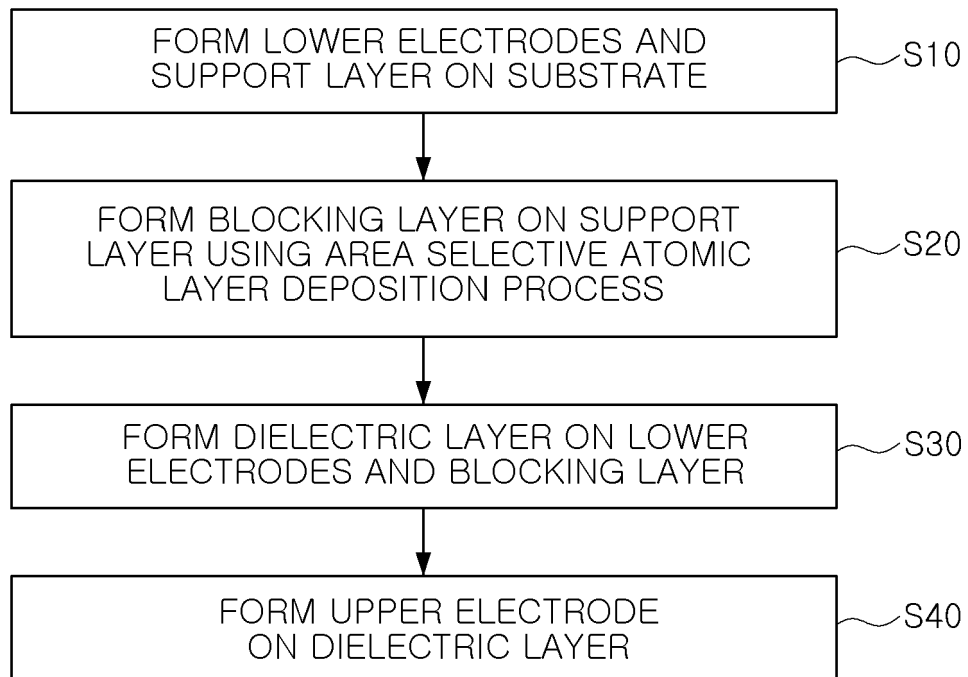 FORM LOWER ELECTRODES AND
SUPPORT LAYER ON SUBSTRATE
S10
FORM BLOCKING LAYER ON SUPPORT
LAYER USING AREA SELECTIVE ATOMIC
LAYER DEPOSITION PROCESS
S20
FORM DIELECTRIC LAYER ON LOWER
ELECTRODES AND BLOCKING LAYER
S30
FORM UPPER ELECTRODE
ON DIELECTRIC LAYER
S40